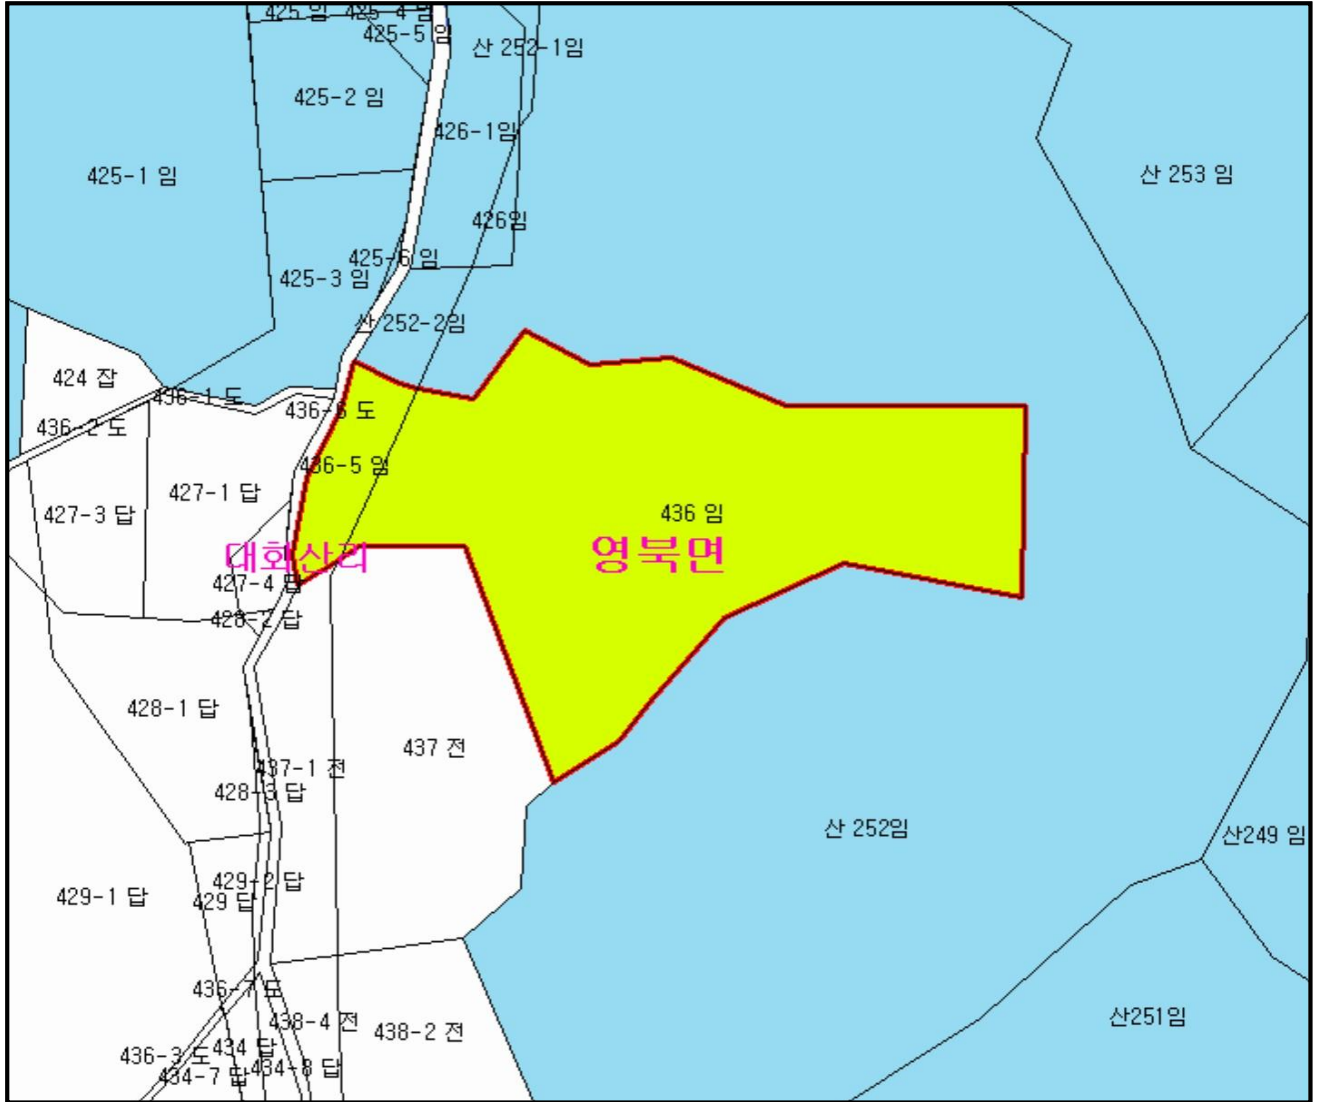 425 임
425-4 임
425-5 임
산 252-1임
425-2 임
426-1임
425-1 임
산 253 임
426임
425-6 임
425-3 임
산 252-2임
424 잡
436-1 도
436-6 도
436-2 도
436-5 임
427-1 답
427-3 답
436 임
대회산리
영북면
427-4 답
428-2 답
428-1 답
437 전
437-1 전
428-3 답
산 252임
산249 임
429-2 답
429-1 답
429 답
436-7 도
438-4 전
438-2 전
산251임
434 답
436-3 도
434-8 답
434-7 답